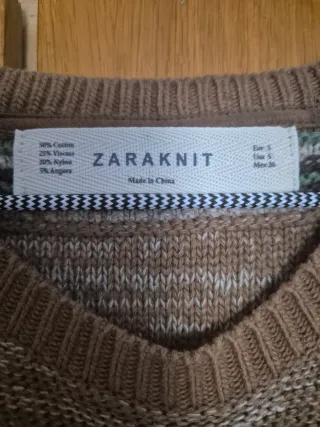 50% Cotton
25% Viscose
20% Nylon
5% Angora
ZARAKNIT
Made in China
Eur S
Usa S
Mex 26